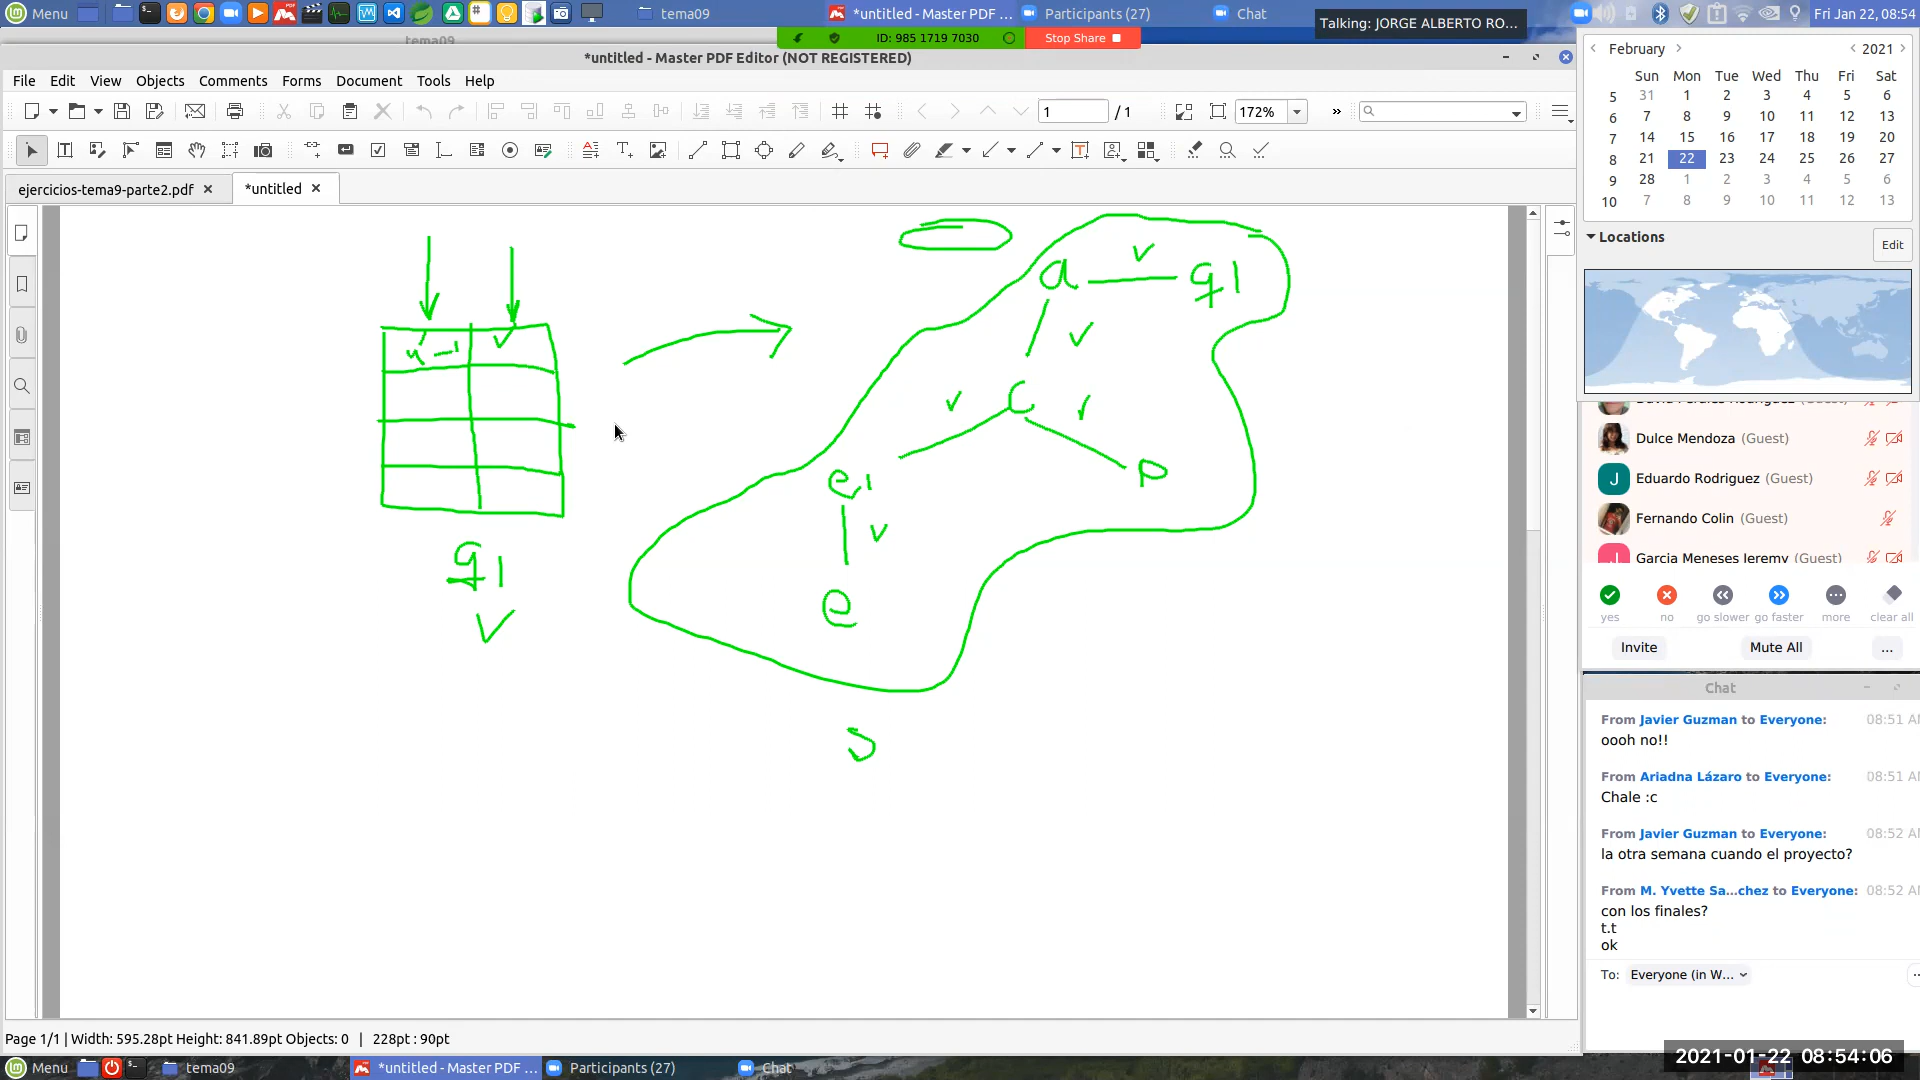 Menu
tema09
*untitled - Master PDF ...
Participants (27)
Chat
Talking: JORGE ALBERTO RO...
Fri Jan 22, 08:54
tema09
ID: 985 1719 7030
Stop Share
*untitled - Master PDF Editor (NOT REGISTERED)
File Edit View Objects Comments Forms Document Tools Help
1 / 1 172% »
ejercicios-tema9-parte2.pdf
*untitled
February 2021
Sun Mon Tue Wed Thu Fri Sat
5 31 1 2 3 4 5 6
6 7 8 9 10 11 12 13
7 14 15 16 17 18 19 20
8 21 22 23 24 25 26 27
9 28 1 2 3 4 5 6
10 7 8 9 10 11 12 13
Locations
Edit
a v q1
v
v c r
e1 p
v
e
s
v
q1
v
Dulce Mendoza (Guest)
J Eduardo Rodriguez (Guest)
Fernando Colin (Guest)
Garcia Meneses Jeremy (Guest)
yes no go slower go faster more clear all
Invite Mute All ...
Chat
From Javier Guzman to Everyone: 08:51 AM
oooh no!!
From Ariadna Lázaro to Everyone: 08:51 AM
Chale :c
From Javier Guzman to Everyone: 08:52 AM
la otra semana cuando el proyecto?
From M. Yvette Sa...chez to Everyone: 08:52 AM
con los finales?
t.t
ok
To: Everyone (in W...
Page 1/1 | Width: 595.28pt Height: 841.89pt Objects: 0 | 228pt : 90pt
Menu
tema09
*untitled - Master PDF ...
Participants (27)
Chat
2021-01-22 08:54:06